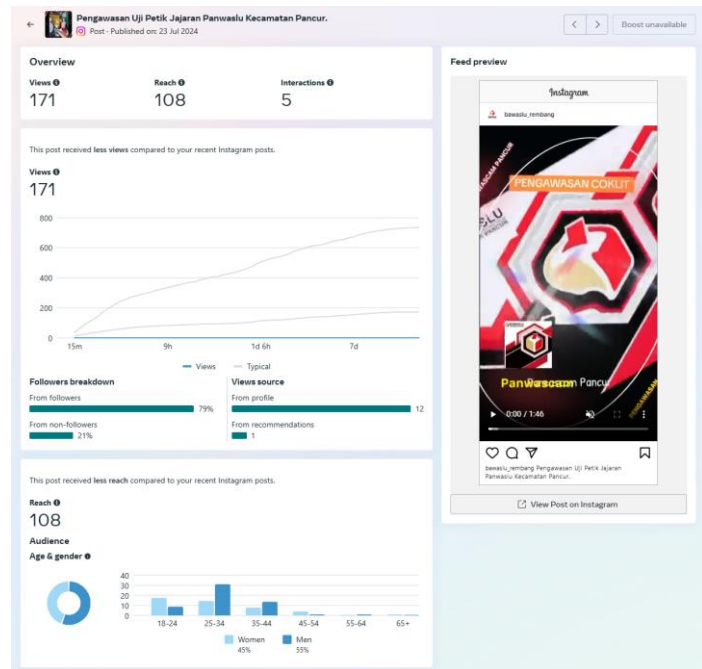 Pengawasan Uji Petik Jajaran Panwaslu Kecamatan Pancur.
Post · Published on: 23 Jul 2024
Boost unavailable
Overview
Views
Reach
Interactions
171
108
5
This post received less views compared to your recent Instagram posts.
Views
171
800
600
400
200
0
15m
9h
1d 6h
7d
Views
Typical
Followers breakdown
From followers
79%
From non-followers
21%
Views source
From profile
12
From recommendations
1
This post received less reach compared to your recent Instagram posts.
Reach
108
Audience
Age & gender
40
30
20
10
0
18-24
25-34
35-44
45-54
55-64
65+
Women
45%
Men
55%
Feed preview
Instagram
bawaslu_rembang
PENGAWASAN COKLIT
Panwascam
Panwascam Pancur
0:00 / 1:46
bawaslu_rembang Pengawasan Uji Petik Jajaran
Panwaslu Kecamatan Pancur.
View Post on Instagram